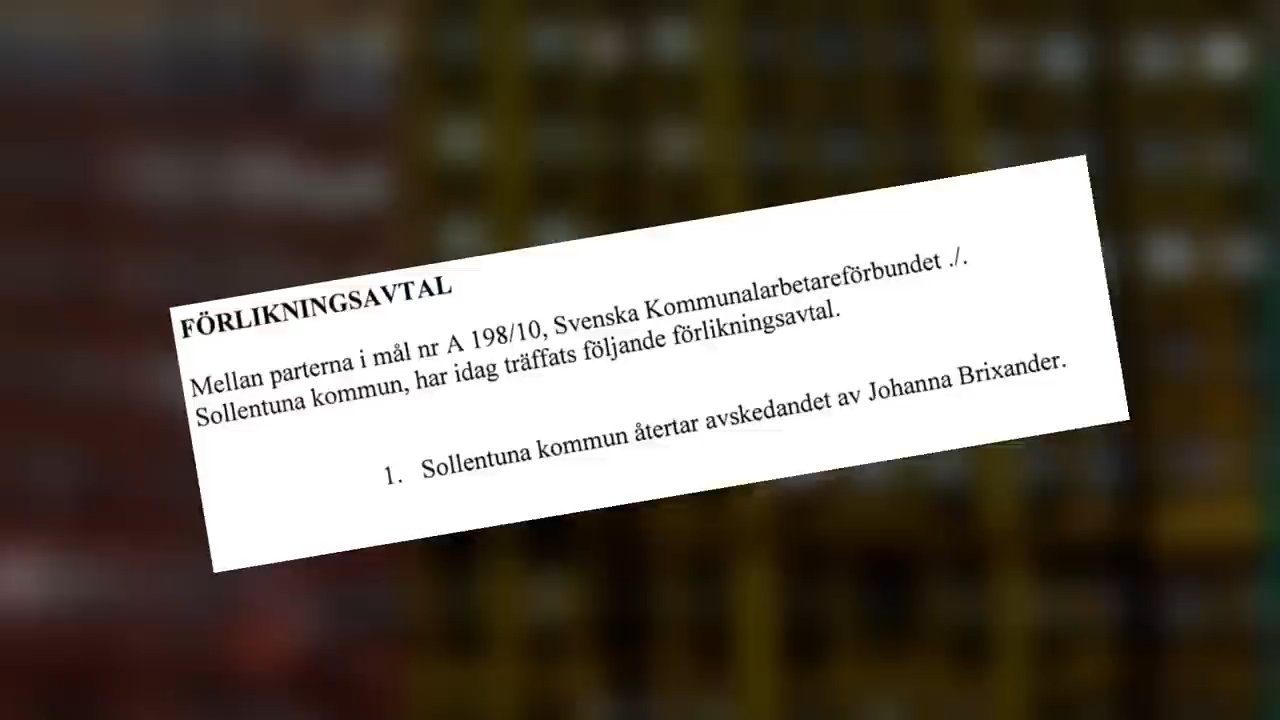 FÖRLIKNINGSAVTAL
Mellan parterna i mål nr A 198/10, Svenska Kommunalarbetareförbundet ./.
Sollentuna kommun, har idag träffats följande förlikningsavtal.
1. Sollentuna kommun återtar avskedandet av Johanna Brixander.